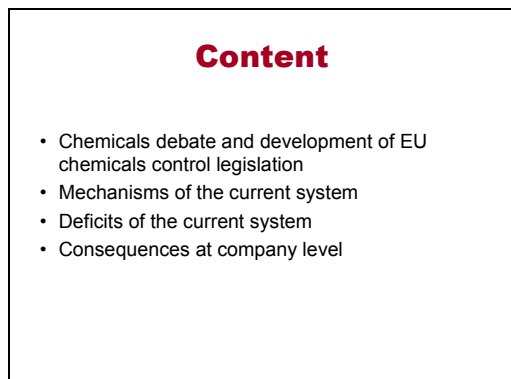 Content
• Chemicals debate and development of EU
chemicals control legislation
• Mechanisms of the current system
• Deficits of the current system
• Consequences at company level